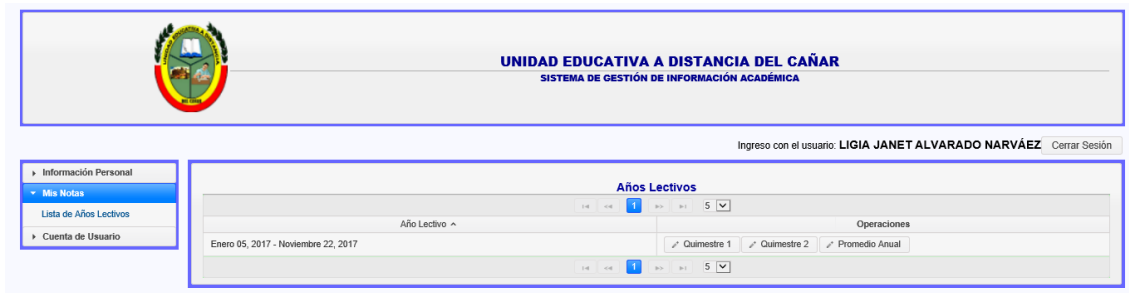 UNIDAD EDUCATIVA A DISTANCIA DEL CAÑAR
SISTEMA DE GESTIÓN DE INFORMACIÓN ACADÉMICA
Ingreso con el usuario: LIGIA JANET ALVARADO NARVÁEZ Cerrar Sesión
Información Personal
Mis Notas
Lista de Años Lectivos
Cuenta de Usuario
Años Lectivos
1 5
Año Lectivo Operaciones
Enero 05, 2017 - Noviembre 22, 2017 Quimestre 1 Quimestre 2 Promedio Anual
1 5